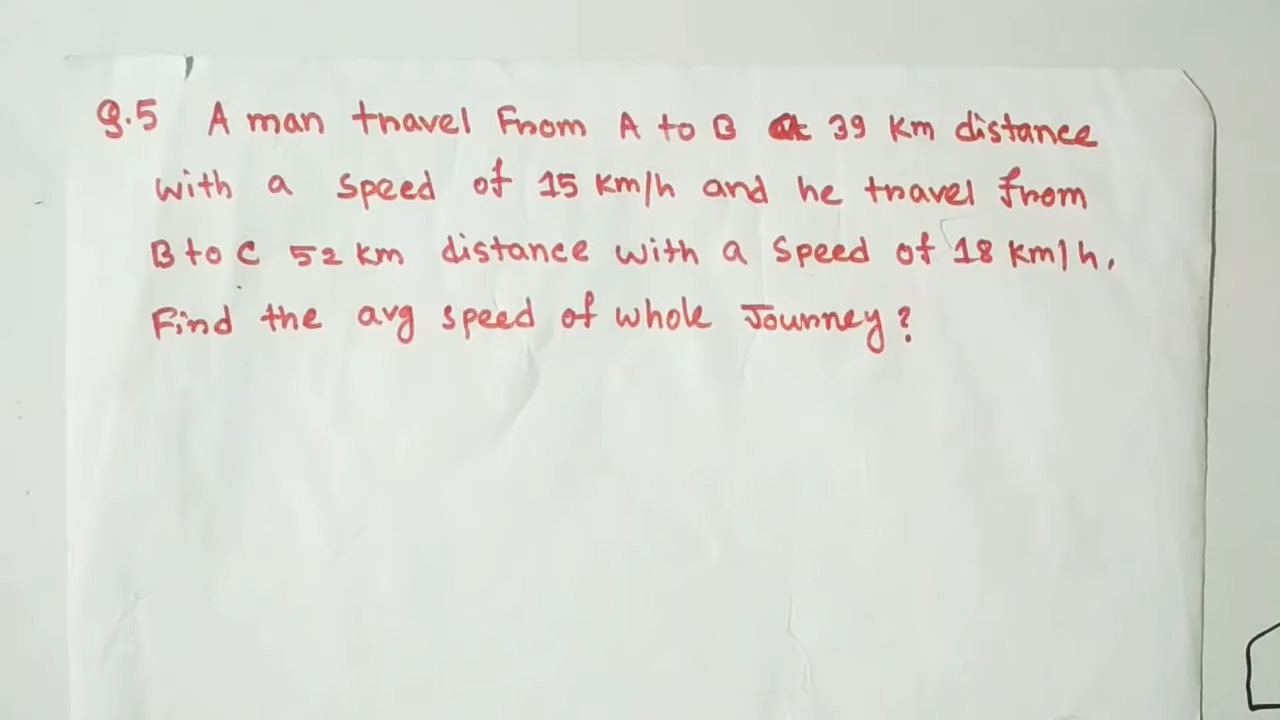 Q.5 A man travel From A to B 39 Km distance
with a speed of 15 Km/h and he travel from
B to C 52 Km distance with a speed of 18 Km/h.
Find the avg speed of whole Journey?